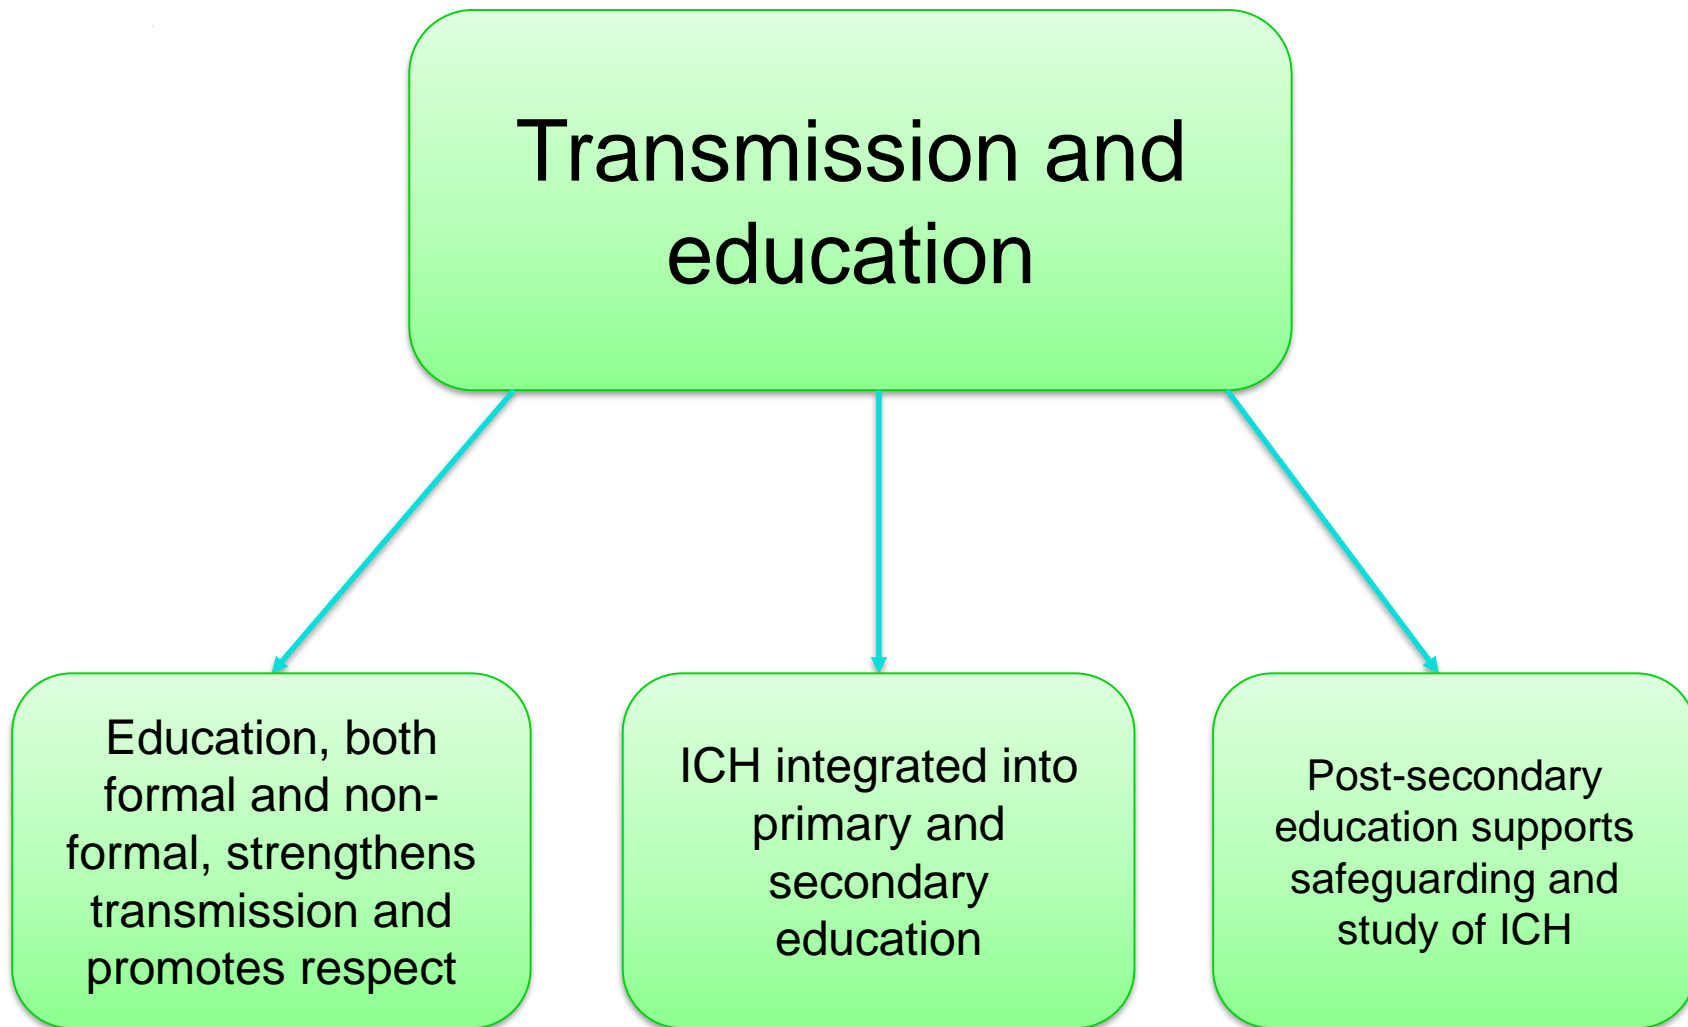 Transmission and
education
Education, both
formal and non-
formal, strengthens
transmission and
promotes respect
ICH integrated into
primary and
secondary
education
Post-secondary
education supports
safeguarding and
study of ICH